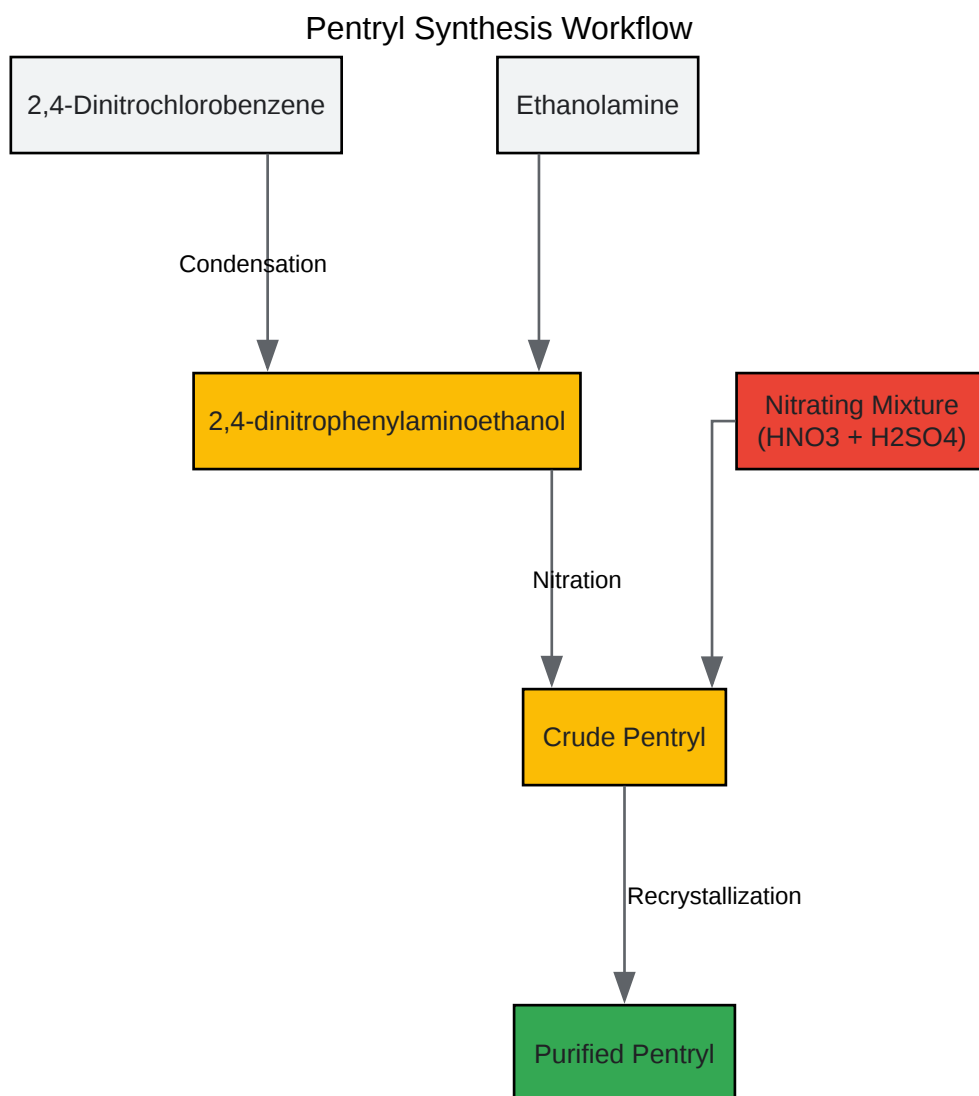 Pentryl Synthesis Workflow
2,4-Dinitrochlorobenzene
Ethanolamine
Condensation
2,4-dinitrophenylaminoethanol
Nitrating Mixture
(HNO3 + H2SO4)
Nitration
Crude Pentryl
Recrystallization
Purified Pentryl